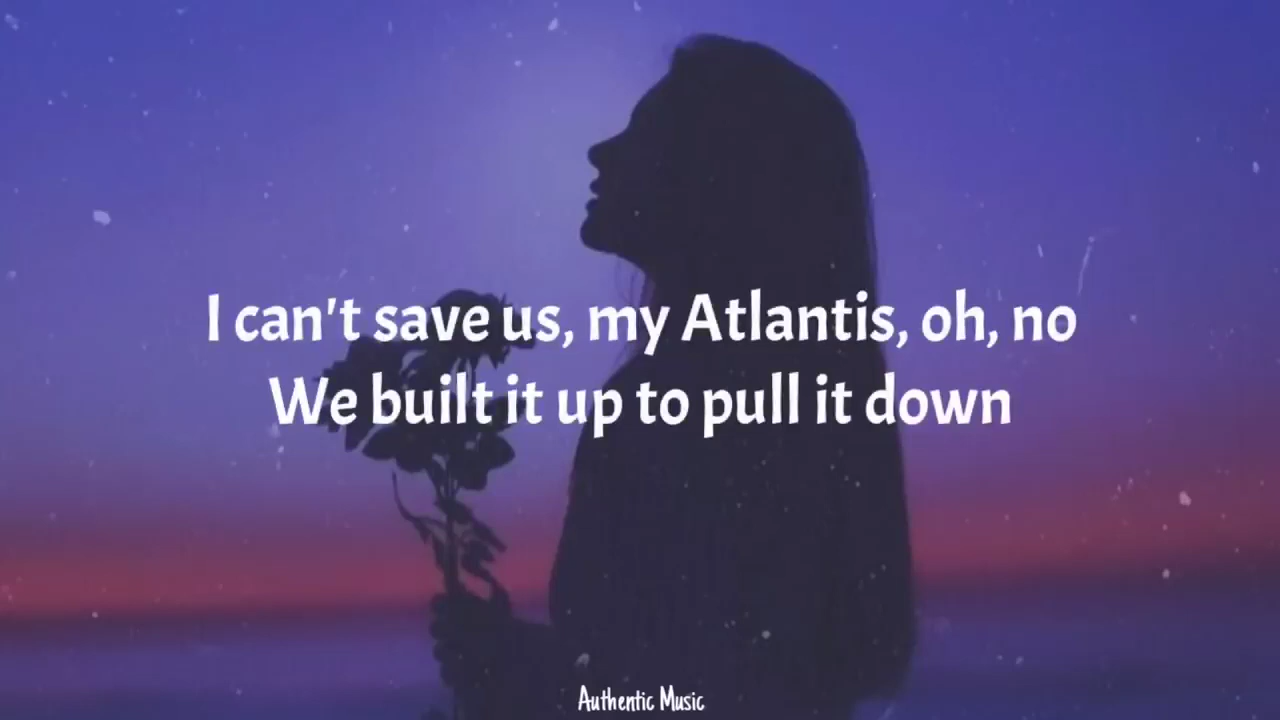 I can't save us, my Atlantis, oh, no
We built it up to pull it down
Authentic Music